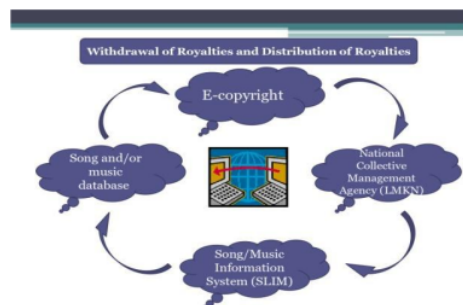 Withdrawal of Royalties and Distribution of Royalties
E-copyright
National
Collective
Management
Agency (LMKN)
Song/Music
Information
System (SLIM)
Song and/or
music
database